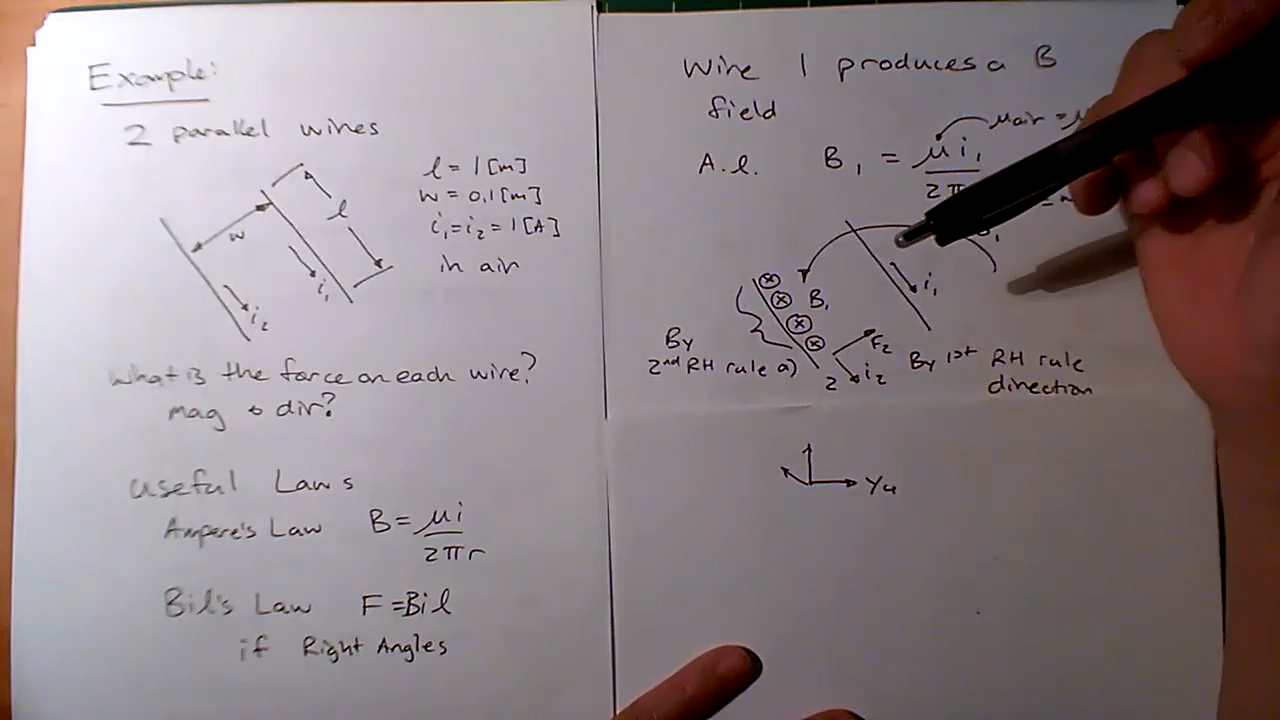 Example:
2 parallel wires
l = 1 [m]
w = 0.1 [m]
i₁=i₂ = 1 [A]
in air
w
l
i₁
i₂
what is the force on each wire?
mag & dir?
Useful Laws
Ampere's Law B = μi / 2πr
Bil's Law F = Bil
if Right Angles
Wire 1 produces a B
field
μair =
A.L. B₁ = μi₁ / 2π
i₁
B₁
F₂
i₂
2
By
2nd RH rule a)
By 1st RH rule
direction